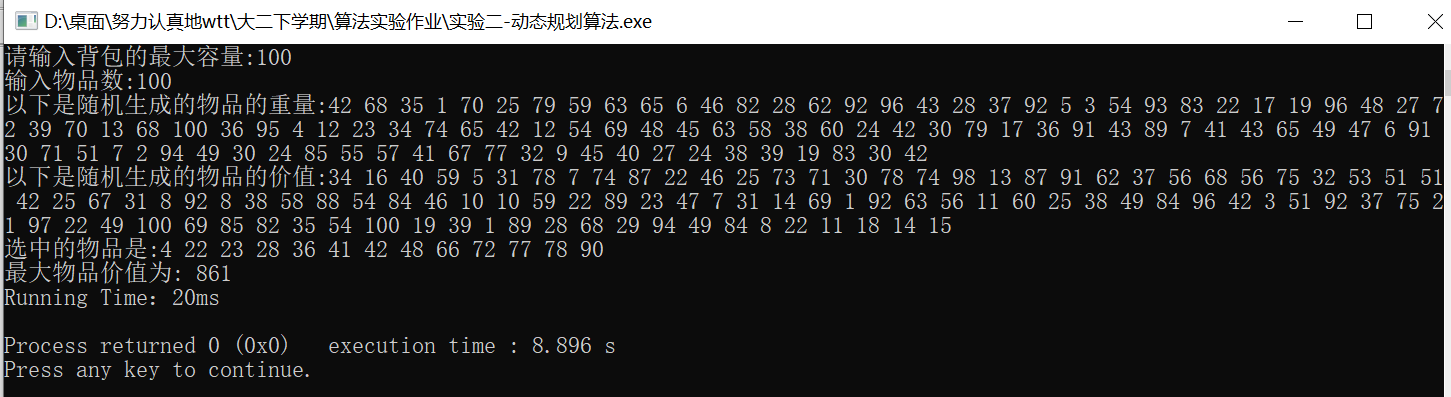 D:\桌面\努力认真地wtt\大二下学期\算法实验作业\实验二-动态规划算法.exe
请输入背包的最大容量:100
输入物品数:100
以下是随机生成的物品的重量:42 68 35 1 70 25 79 59 63 65 6 46 82 28 62 92 96 43 28 37 92 5 3 54 93 83 22 17 19 96 48 27 7
2 39 70 13 68 100 36 95 4 12 23 34 74 65 42 12 54 69 48 45 63 58 38 60 24 42 30 79 17 36 91 43 89 7 41 43 65 49 47 6 91
30 71 51 7 2 94 49 30 24 85 55 57 41 67 77 32 9 45 40 27 24 38 39 19 83 30 42
以下是随机生成的物品的价值:34 16 40 59 5 31 78 7 74 87 22 46 25 73 71 30 78 74 98 13 87 91 62 37 56 68 56 75 32 53 51 51
42 25 67 31 8 92 8 38 58 88 54 84 46 10 10 59 22 89 23 47 7 31 14 69 1 92 63 56 11 60 25 38 49 84 96 42 3 51 92 37 75 2
1 97 22 49 100 69 85 82 35 54 100 19 39 1 89 28 68 29 94 49 84 8 22 11 18 14 15
选中的物品是:4 22 23 28 36 41 42 48 66 72 77 78 90
最大物品价值为: 861
Running Time: 20ms
Process returned 0 (0x0)   execution time : 8.896 s
Press any key to continue.